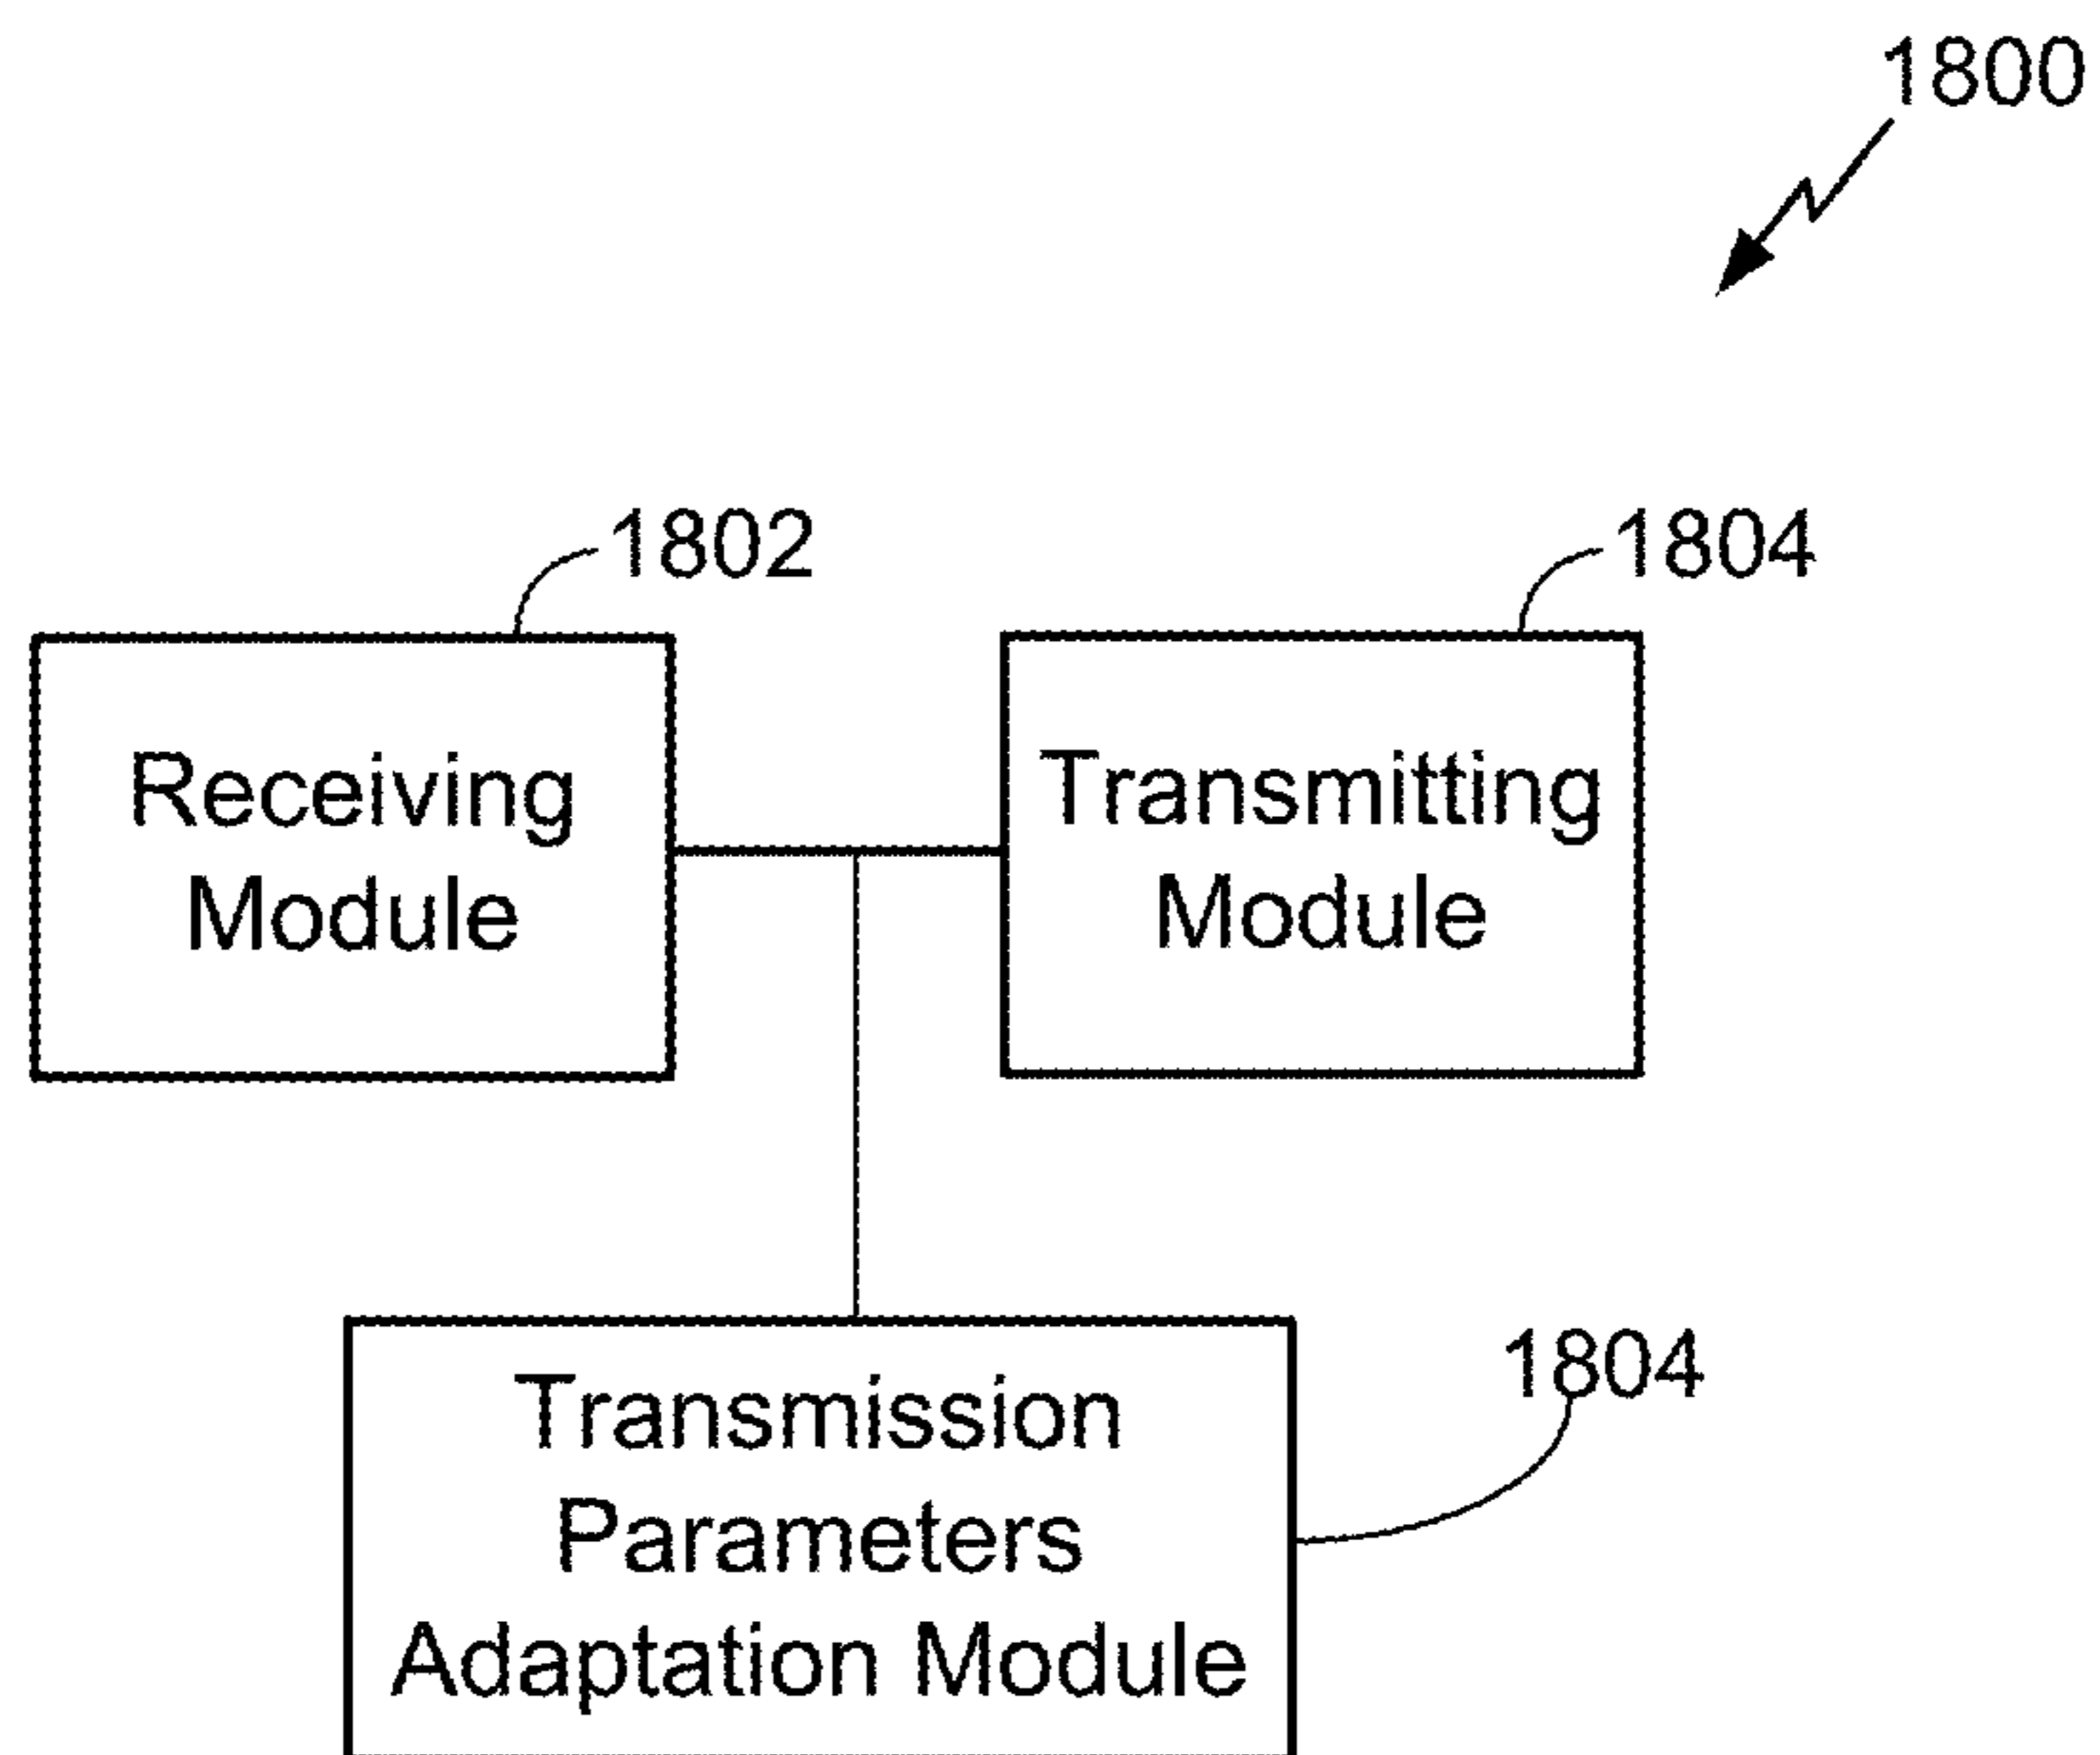 1800
1802
1804
Receiving
Module
Transmitting
Module
1804
Transmission
Parameters
Adaptation Module